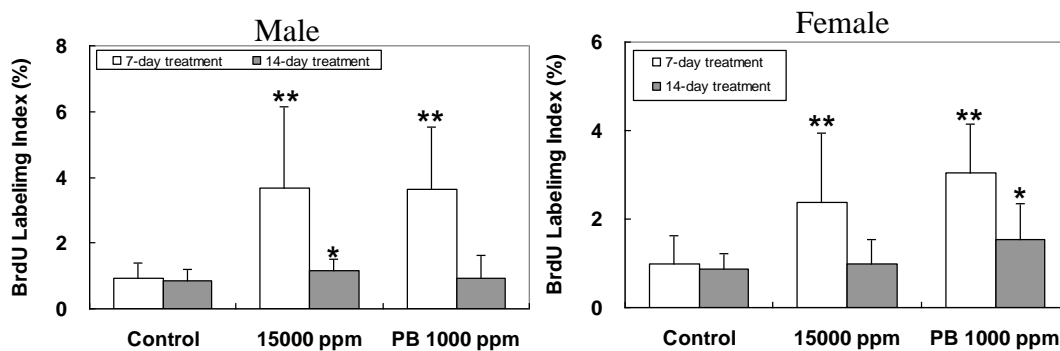 Male
BrdU Labelimg Index (%)
8
6
4
2
0
7-day treatment 14-day treatment
**
*
**
Control 15000 ppm PB 1000 ppm
Female
BrdU Labelimg Index (%)
6
4
2
0
7-day treatment
14-day treatment
**
**
*
Control 15000 ppm PB 1000 ppm